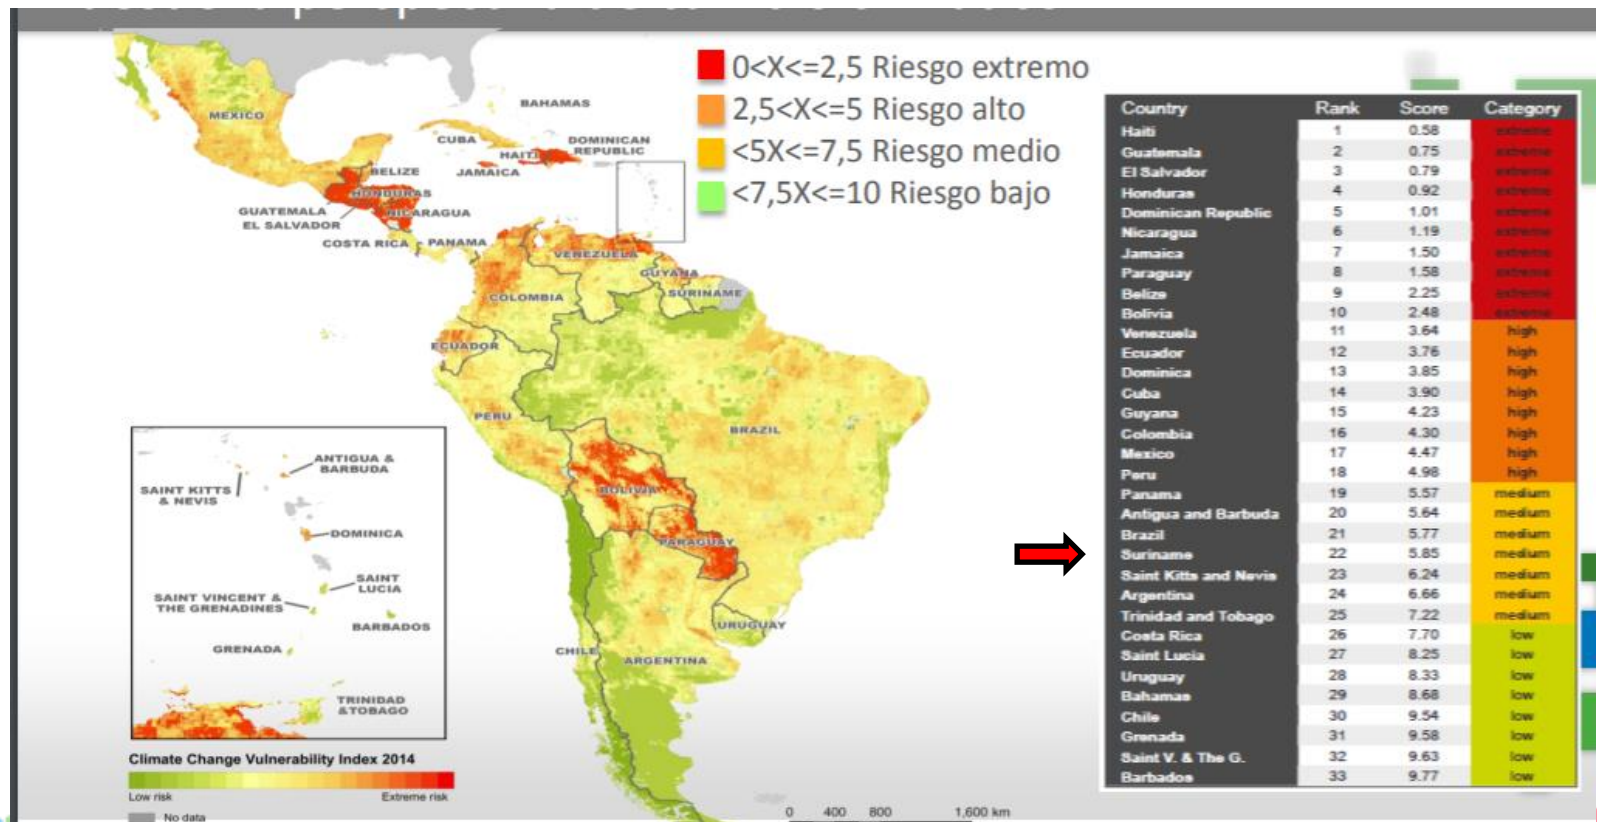 0<X<=2,5 Riesgo extremo
2,5<X<=5 Riesgo alto
<5X<=7,5 Riesgo medio
<7,5X<=10 Riesgo bajo
MEXICO
BAHAMAS
CUBA
DOMINICAN
REPUBLIC
HAITI
JAMAICA
BELIZE
HONDURAS
GUATEMALA
NICARAGUA
EL SALVADOR
COSTA RICA
PANAMA
VENEZUELA
GUYANA
SURINAME
COLOMBIA
ECUADOR
PERU
BRAZIL
BOLIVIA
PARAGUAY
URUGUAY
CHILE
ARGENTINA
ANTIGUA &
BARBUDA
SAINT KITTS
& NEVIS
DOMINICA
SAINT
LUCIA
SAINT VINCENT &
THE GRENADINES
BARBADOS
GRENADA
TRINIDAD
&TOBAGO
Climate Change Vulnerability Index 2014
Low risk Extreme risk
No data
0 400 800 1,600 km
Country Rank Score Category
Haiti 1 0.58 extreme
Guatemala 2 0.75 extreme
El Salvador 3 0.79 extreme
Honduras 4 0.92 extreme
Dominican Republic 5 1.01 extreme
Nicaragua 6 1.19 extreme
Jamaica 7 1.50 extreme
Paraguay 8 1.58 extreme
Belize 9 2.25 extreme
Bolivia 10 2.48 extreme
Venezuela 11 3.64 high
Ecuador 12 3.76 high
Dominica 13 3.85 high
Cuba 14 3.90 high
Guyana 15 4.23 high
Colombia 16 4.30 high
Mexico 17 4.47 high
Peru 18 4.98 high
Panama 19 5.57 medium
Antigua and Barbuda 20 5.64 medium
Brazil 21 5.77 medium
Suriname 22 5.85 medium
Saint Kitts and Nevis 23 6.24 medium
Argentina 24 6.66 medium
Trinidad and Tobago 25 7.22 medium
Costa Rica 26 7.70 low
Saint Lucia 27 8.25 low
Uruguay 28 8.33 low
Bahamas 29 8.68 low
Chile 30 9.54 low
Grenada 31 9.58 low
Saint V. & The G. 32 9.63 low
Barbados 33 9.77 low